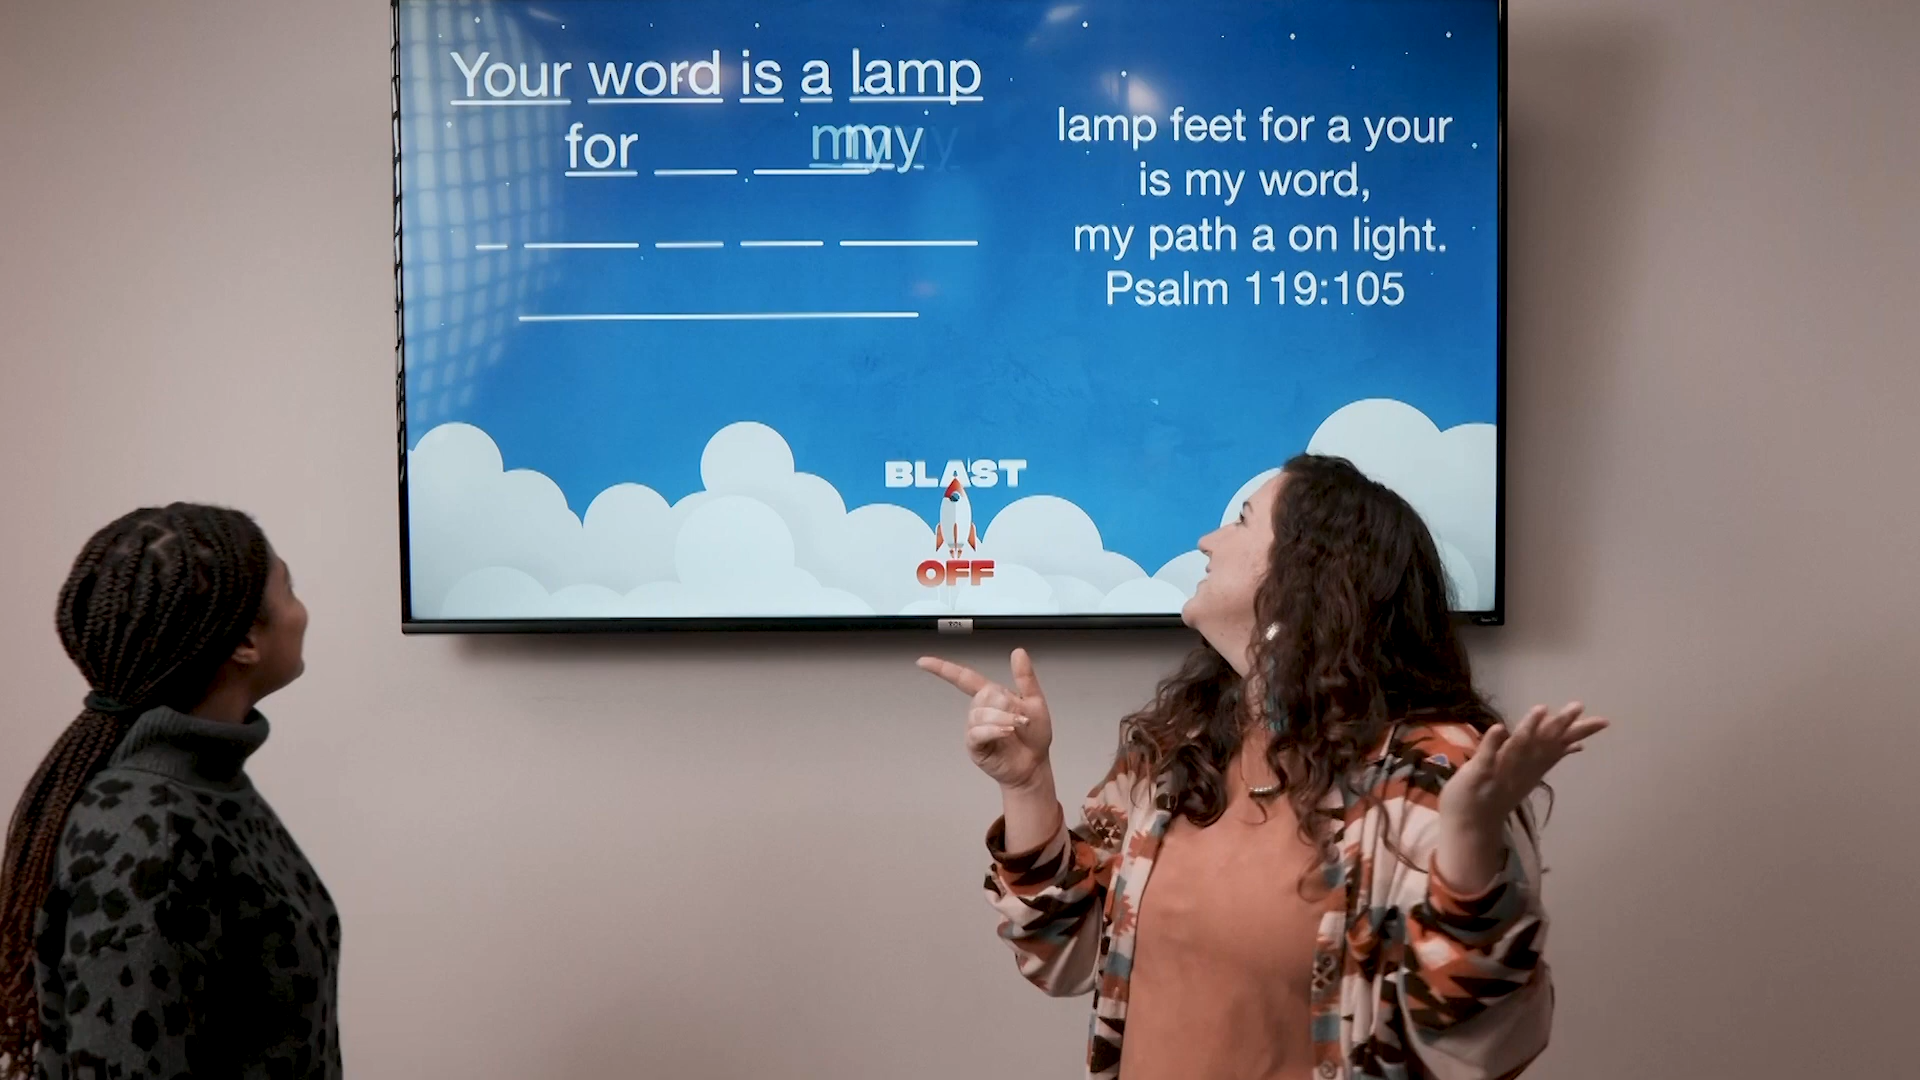 Your word is a lamp
for my
lamp feet for a your
is my word,
my path a on light.
Psalm 119:105
BLAST
OFF
TCL